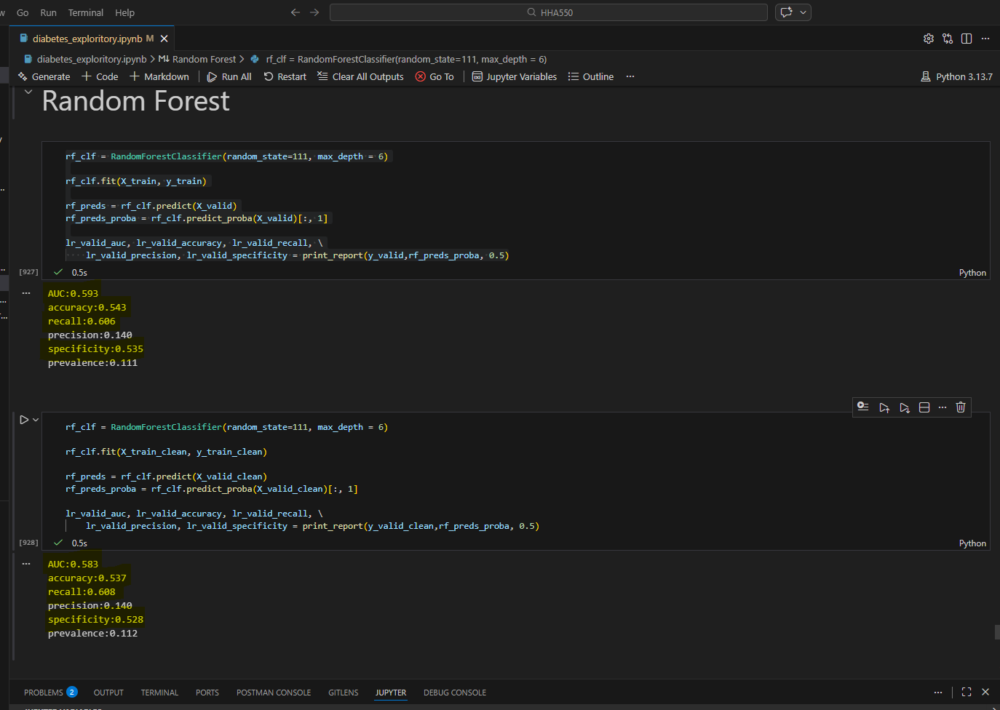 Go Run Terminal Help
HHA550
diabetes_exploritory.ipynb M
diabetes_exploritory.ipynb > M↓ Random Forest > rf_clf = RandomForestClassifier(random_state=111, max_depth = 6)
Generate + Code + Markdown | Run All Restart Clear All Outputs Go To | Jupyter Variables Outline ...
Python 3.13.7
Random Forest
rf_clf = RandomForestClassifier(random_state=111, max_depth = 6)
rf_clf.fit(X_train, y_train)
rf_preds = rf_clf.predict(X_valid)
rf_preds_proba = rf_clf.predict_proba(X_valid)[:, 1]
lr_valid_auc, lr_valid_accuracy, lr_valid_recall, \
lr_valid_precision, lr_valid_specificity = print_report(y_valid,rf_preds_proba, 0.5)
[927] 0.5s Python
AUC:0.593
accuracy:0.543
recall:0.606
precision:0.140
specificity:0.535
prevalence:0.111
rf_clf = RandomForestClassifier(random_state=111, max_depth = 6)
rf_clf.fit(X_train_clean, y_train_clean)
rf_preds = rf_clf.predict(X_valid_clean)
rf_preds_proba = rf_clf.predict_proba(X_valid_clean)[:, 1]
lr_valid_auc, lr_valid_accuracy, lr_valid_recall, \
lr_valid_precision, lr_valid_specificity = print_report(y_valid_clean,rf_preds_proba, 0.5)
[928] 0.5s Python
AUC:0.583
accuracy:0.537
recall:0.608
precision:0.140
specificity:0.528
prevalence:0.112
PROBLEMS 2 OUTPUT TERMINAL PORTS POSTMAN CONSOLE GITLENS JUPYTER DEBUG CONSOLE